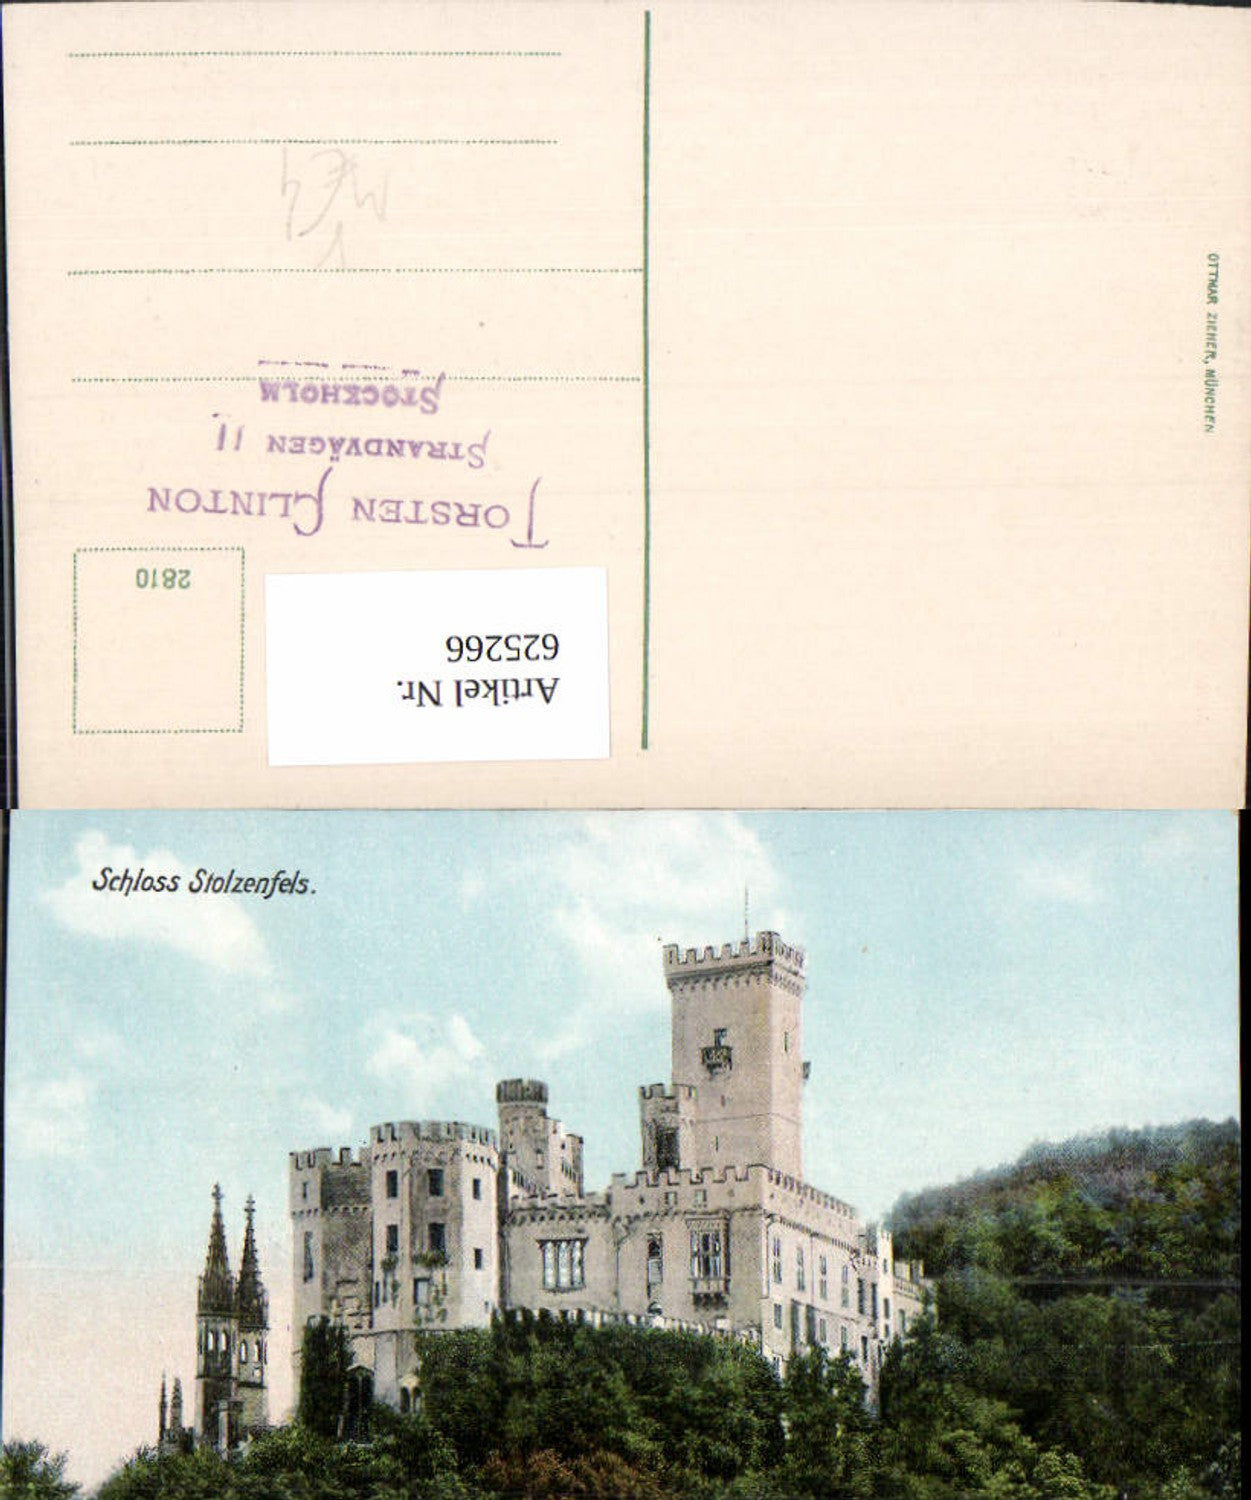 OTTMAR ZIEHER, MÜNCHEN
STOCKHOLM
STRANDVÄGEN 11
TORSTEN CLINTON
2810
Artikel Nr.
625266
Schloss Stolzenfels.